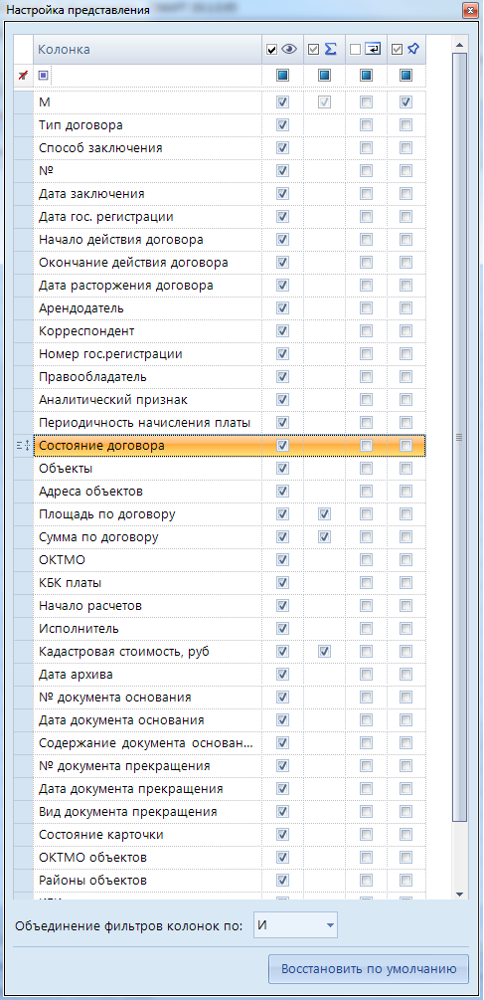 Настройка представления
Колонка
М
Тип договора
Способ заключения
№
Дата заключения
Дата гос. регистрации
Начало действия договора
Окончание действия договора
Дата расторжения договора
Арендодатель
Корреспондент
Номер гос.регистрации
Правообладатель
Аналитический признак
Периодичность начисления платы
Состояние договора
Объекты
Адреса объектов
Площадь по договору
Сумма по договору
ОКТМО
КБК платы
Начало расчетов
Исполнитель
Кадастровая стоимость, руб
Дата архива
№ документа основания
Дата документа основания
Содержание документа основан...
№ документа прекращения
Дата документа прекращения
Вид документа прекращения
Состояние карточки
ОКТМО объектов
Районы объектов
Объединение фильтров колонок по: И
Восстановить по умолчанию